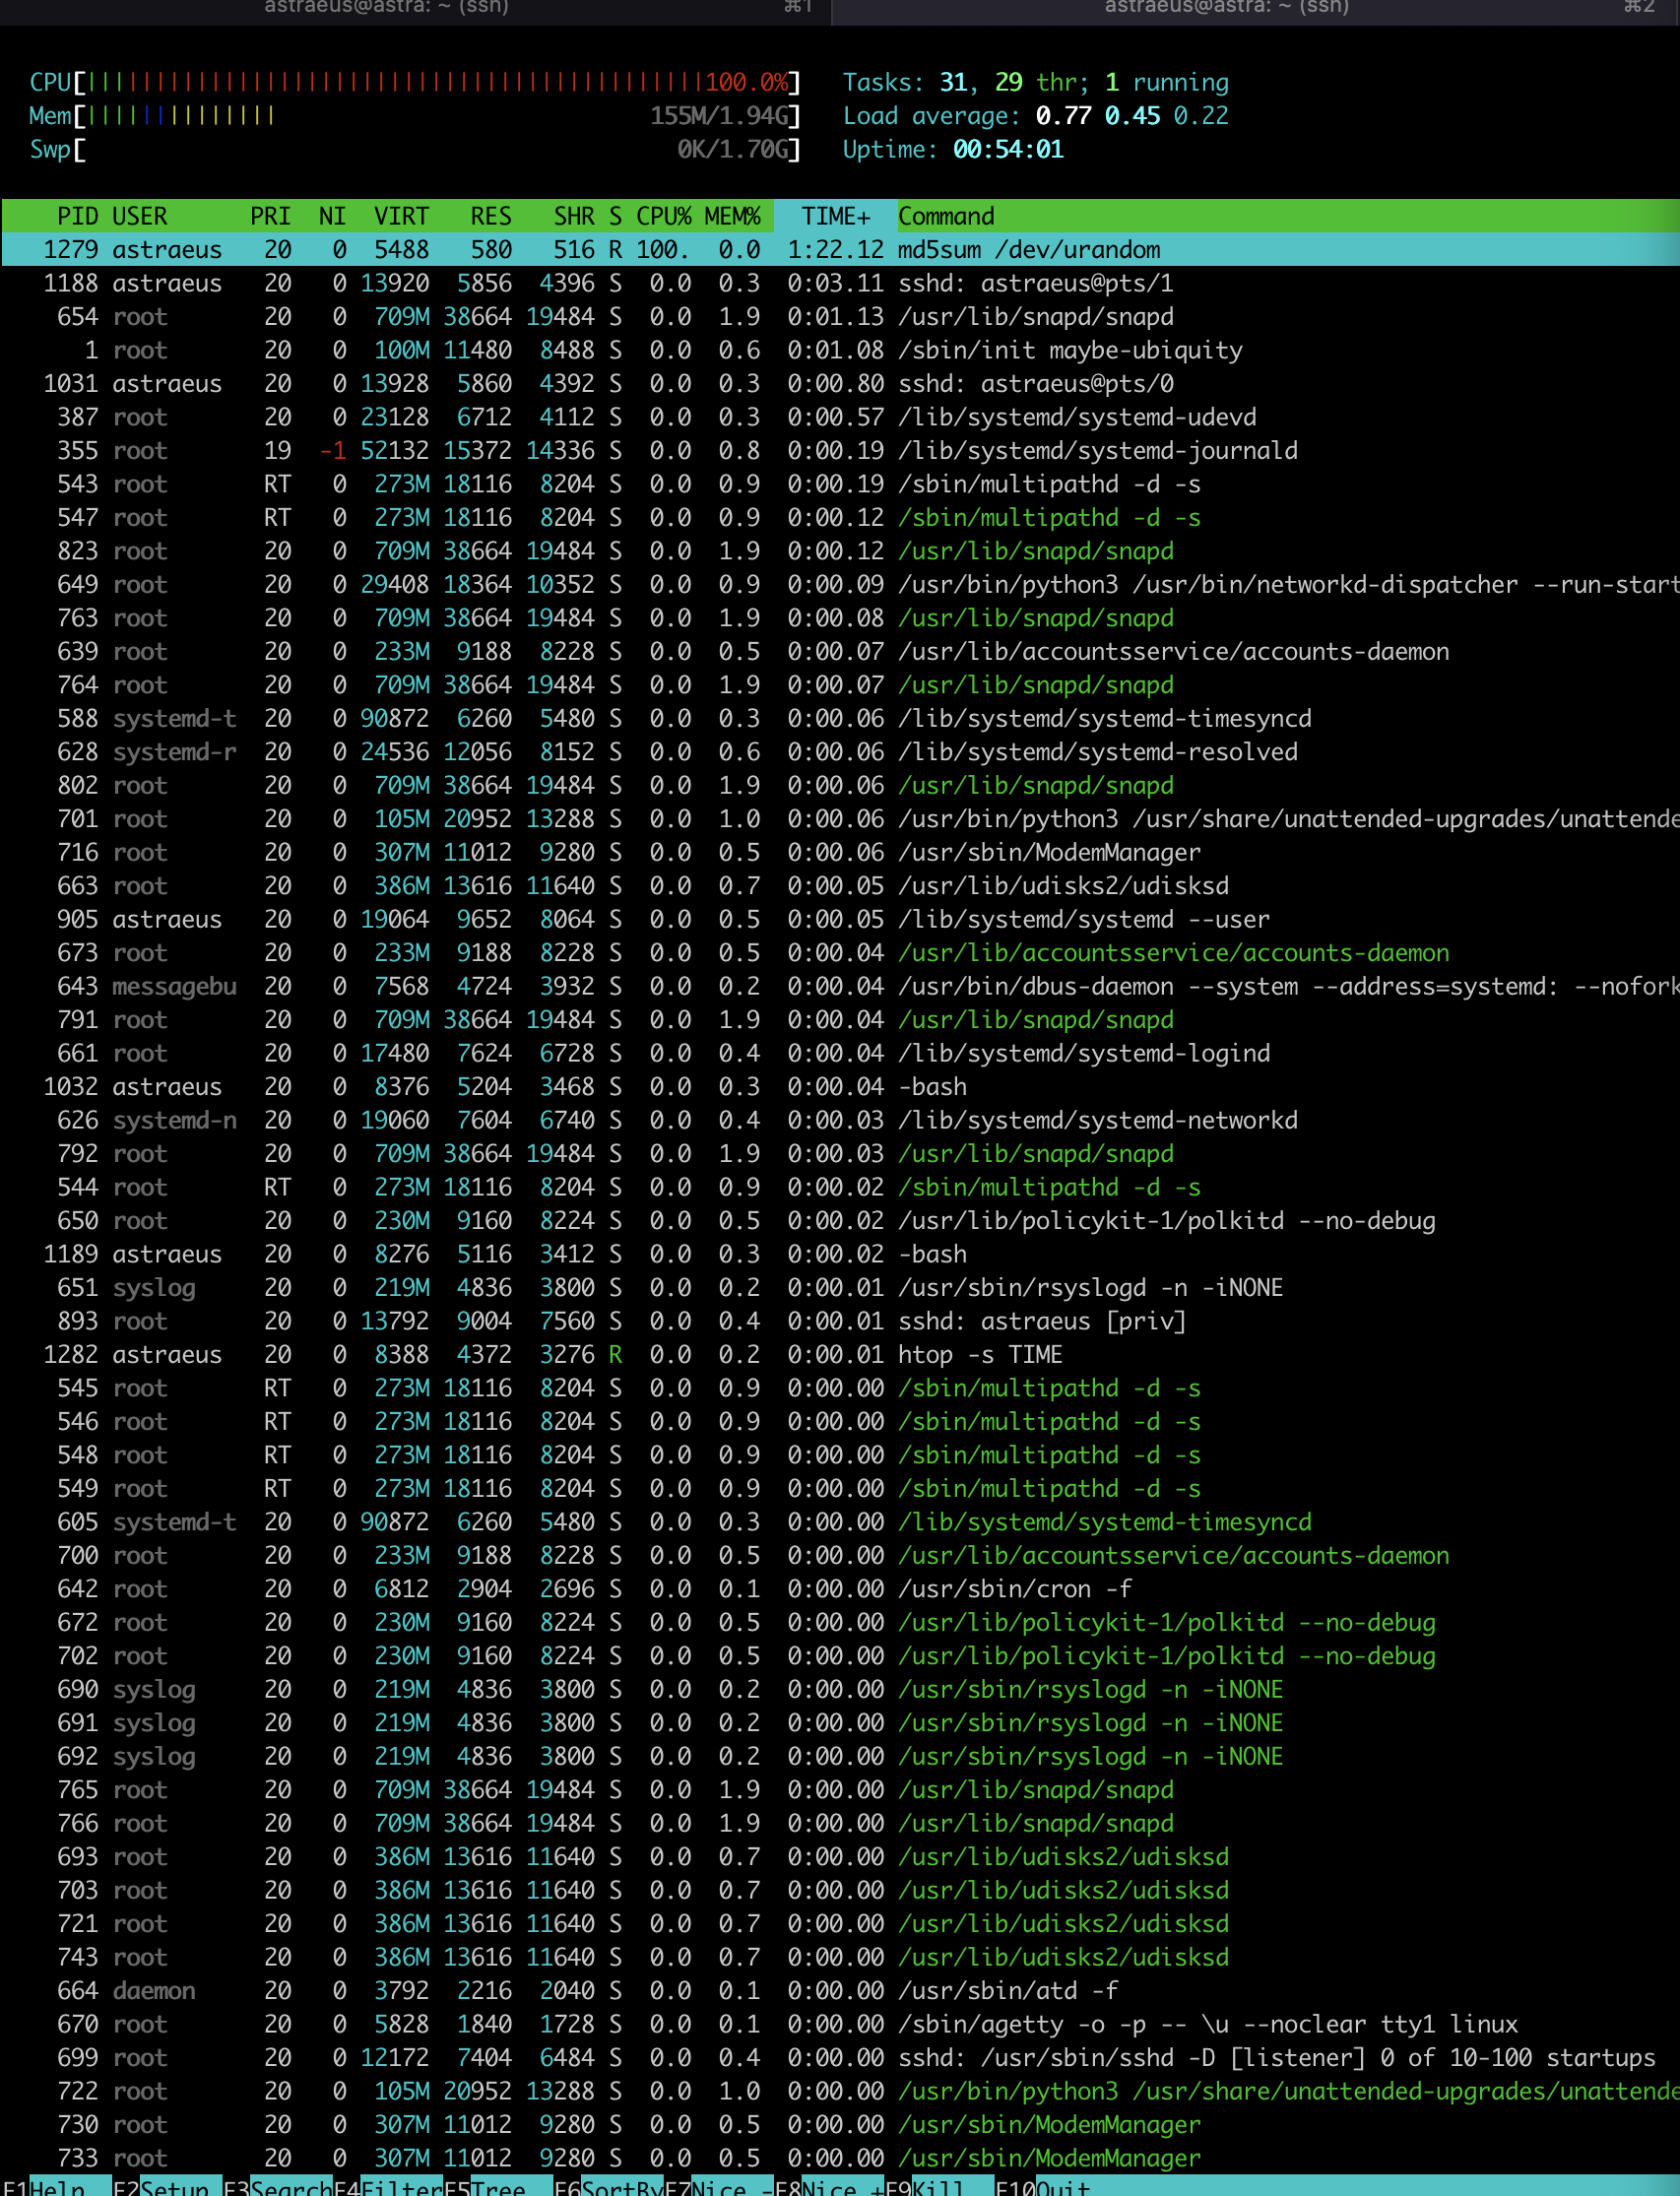 astraeus@astra: ~ (ssh) ⌘1 astraeus@astra: ~ (ssh) ⌘2
CPU[||||||||||||||||||||||||||||||||||||||||||||||100.0%] Tasks: 31, 29 thr; 1 running
Mem[|||||||||||||| 155M/1.94G] Load average: 0.77 0.45 0.22
Swp[ 0K/1.70G] Uptime: 00:54:01
PID USER PRI NI VIRT RES SHR S CPU% MEM% TIME+ Command
1279 astraeus 20 0 5488 580 516 R 100. 0.0 1:22.12 md5sum /dev/urandom
1188 astraeus 20 0 13920 5856 4396 S 0.0 0.3 0:03.11 sshd: astraeus@pts/1
654 root 20 0 709M 38664 19484 S 0.0 1.9 0:01.13 /usr/lib/snapd/snapd
1 root 20 0 100M 11480 8488 S 0.0 0.6 0:01.08 /sbin/init maybe-ubiquity
1031 astraeus 20 0 13928 5860 4392 S 0.0 0.3 0:00.80 sshd: astraeus@pts/0
387 root 20 0 23128 6712 4112 S 0.0 0.3 0:00.57 /lib/systemd/systemd-udevd
355 root 19 -1 52132 15372 14336 S 0.0 0.8 0:00.19 /lib/systemd/systemd-journald
543 root RT 0 273M 18116 8204 S 0.0 0.9 0:00.19 /sbin/multipathd -d -s
547 root RT 0 273M 18116 8204 S 0.0 0.9 0:00.12 /sbin/multipathd -d -s
823 root 20 0 709M 38664 19484 S 0.0 1.9 0:00.12 /usr/lib/snapd/snapd
649 root 20 0 29408 18364 10352 S 0.0 0.9 0:00.09 /usr/bin/python3 /usr/bin/networkd-dispatcher --run-start
763 root 20 0 709M 38664 19484 S 0.0 1.9 0:00.08 /usr/lib/snapd/snapd
639 root 20 0 233M 9188 8228 S 0.0 0.5 0:00.07 /usr/lib/accountsservice/accounts-daemon
764 root 20 0 709M 38664 19484 S 0.0 1.9 0:00.07 /usr/lib/snapd/snapd
588 systemd-t 20 0 90872 6260 5480 S 0.0 0.3 0:00.06 /lib/systemd/systemd-timesyncd
628 systemd-r 20 0 24536 12056 8152 S 0.0 0.6 0:00.06 /lib/systemd/systemd-resolved
802 root 20 0 709M 38664 19484 S 0.0 1.9 0:00.06 /usr/lib/snapd/snapd
701 root 20 0 105M 20952 13288 S 0.0 1.0 0:00.06 /usr/bin/python3 /usr/share/unattended-upgrades/unattende
716 root 20 0 307M 11012 9280 S 0.0 0.5 0:00.06 /usr/sbin/ModemManager
663 root 20 0 386M 13616 11640 S 0.0 0.7 0:00.05 /usr/lib/udisks2/udisksd
905 astraeus 20 0 19064 9652 8064 S 0.0 0.5 0:00.05 /lib/systemd/systemd --user
673 root 20 0 233M 9188 8228 S 0.0 0.5 0:00.04 /usr/lib/accountsservice/accounts-daemon
643 messagebu 20 0 7568 4724 3932 S 0.0 0.2 0:00.04 /usr/bin/dbus-daemon --system --address=systemd: --nofork
791 root 20 0 709M 38664 19484 S 0.0 1.9 0:00.04 /usr/lib/snapd/snapd
661 root 20 0 17480 7624 6728 S 0.0 0.4 0:00.04 /lib/systemd/systemd-logind
1032 astraeus 20 0 8376 5204 3468 S 0.0 0.3 0:00.04 -bash
626 systemd-n 20 0 19060 7604 6740 S 0.0 0.4 0:00.03 /lib/systemd/systemd-networkd
792 root 20 0 709M 38664 19484 S 0.0 1.9 0:00.03 /usr/lib/snapd/snapd
544 root RT 0 273M 18116 8204 S 0.0 0.9 0:00.02 /sbin/multipathd -d -s
650 root 20 0 230M 9160 8224 S 0.0 0.5 0:00.02 /usr/lib/policykit-1/polkitd --no-debug
1189 astraeus 20 0 8276 5116 3412 S 0.0 0.3 0:00.02 -bash
651 syslog 20 0 219M 4836 3800 S 0.0 0.2 0:00.01 /usr/sbin/rsyslogd -n -iNONE
893 root 20 0 13792 9004 7560 S 0.0 0.4 0:00.01 sshd: astraeus [priv]
1282 astraeus 20 0 8388 4372 3276 R 0.0 0.2 0:00.01 htop -s TIME
545 root RT 0 273M 18116 8204 S 0.0 0.9 0:00.00 /sbin/multipathd -d -s
546 root RT 0 273M 18116 8204 S 0.0 0.9 0:00.00 /sbin/multipathd -d -s
548 root RT 0 273M 18116 8204 S 0.0 0.9 0:00.00 /sbin/multipathd -d -s
549 root RT 0 273M 18116 8204 S 0.0 0.9 0:00.00 /sbin/multipathd -d -s
605 systemd-t 20 0 90872 6260 5480 S 0.0 0.3 0:00.00 /lib/systemd/systemd-timesyncd
700 root 20 0 233M 9188 8228 S 0.0 0.5 0:00.00 /usr/lib/accountsservice/accounts-daemon
642 root 20 0 6812 2904 2696 S 0.0 0.1 0:00.00 /usr/sbin/cron -f
672 root 20 0 230M 9160 8224 S 0.0 0.5 0:00.00 /usr/lib/policykit-1/polkitd --no-debug
702 root 20 0 230M 9160 8224 S 0.0 0.5 0:00.00 /usr/lib/policykit-1/polkitd --no-debug
690 syslog 20 0 219M 4836 3800 S 0.0 0.2 0:00.00 /usr/sbin/rsyslogd -n -iNONE
691 syslog 20 0 219M 4836 3800 S 0.0 0.2 0:00.00 /usr/sbin/rsyslogd -n -iNONE
692 syslog 20 0 219M 4836 3800 S 0.0 0.2 0:00.00 /usr/sbin/rsyslogd -n -iNONE
765 root 20 0 709M 38664 19484 S 0.0 1.9 0:00.00 /usr/lib/snapd/snapd
766 root 20 0 709M 38664 19484 S 0.0 1.9 0:00.00 /usr/lib/snapd/snapd
693 root 20 0 386M 13616 11640 S 0.0 0.7 0:00.00 /usr/lib/udisks2/udisksd
703 root 20 0 386M 13616 11640 S 0.0 0.7 0:00.00 /usr/lib/udisks2/udisksd
721 root 20 0 386M 13616 11640 S 0.0 0.7 0:00.00 /usr/lib/udisks2/udisksd
743 root 20 0 386M 13616 11640 S 0.0 0.7 0:00.00 /usr/lib/udisks2/udisksd
664 daemon 20 0 3792 2216 2040 S 0.0 0.1 0:00.00 /usr/sbin/atd -f
670 root 20 0 5828 1840 1728 S 0.0 0.1 0:00.00 /sbin/agetty -o -p -- \u --noclear tty1 linux
699 root 20 0 12172 7404 6484 S 0.0 0.4 0:00.00 sshd: /usr/sbin/sshd -D [listener] 0 of 10-100 startups
722 root 20 0 105M 20952 13288 S 0.0 1.0 0:00.00 /usr/bin/python3 /usr/share/unattended-upgrades/unattende
730 root 20 0 307M 11012 9280 S 0.0 0.5 0:00.00 /usr/sbin/ModemManager
733 root 20 0 307M 11012 9280 S 0.0 0.5 0:00.00 /usr/sbin/ModemManager
F1Help F2Setup F3SearchF4FilterF5Tree F6SortByF7Nice -F8Nice +F9Kill F10Quit